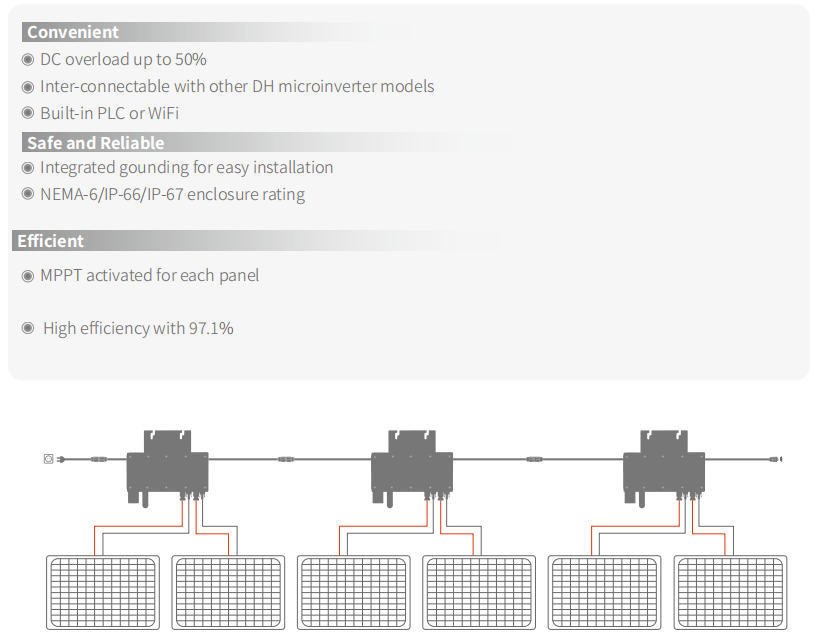 Convenient
DC overload up to 50%
Inter-connectable with other DH microinverter models
Built-in PLC or WiFi
Safe and Reliable
Integrated gounding for easy installation
NEMA-6/IP-66/IP-67 enclosure rating
Efficient
MPPT activated for each panel
High efficiency with 97.1%